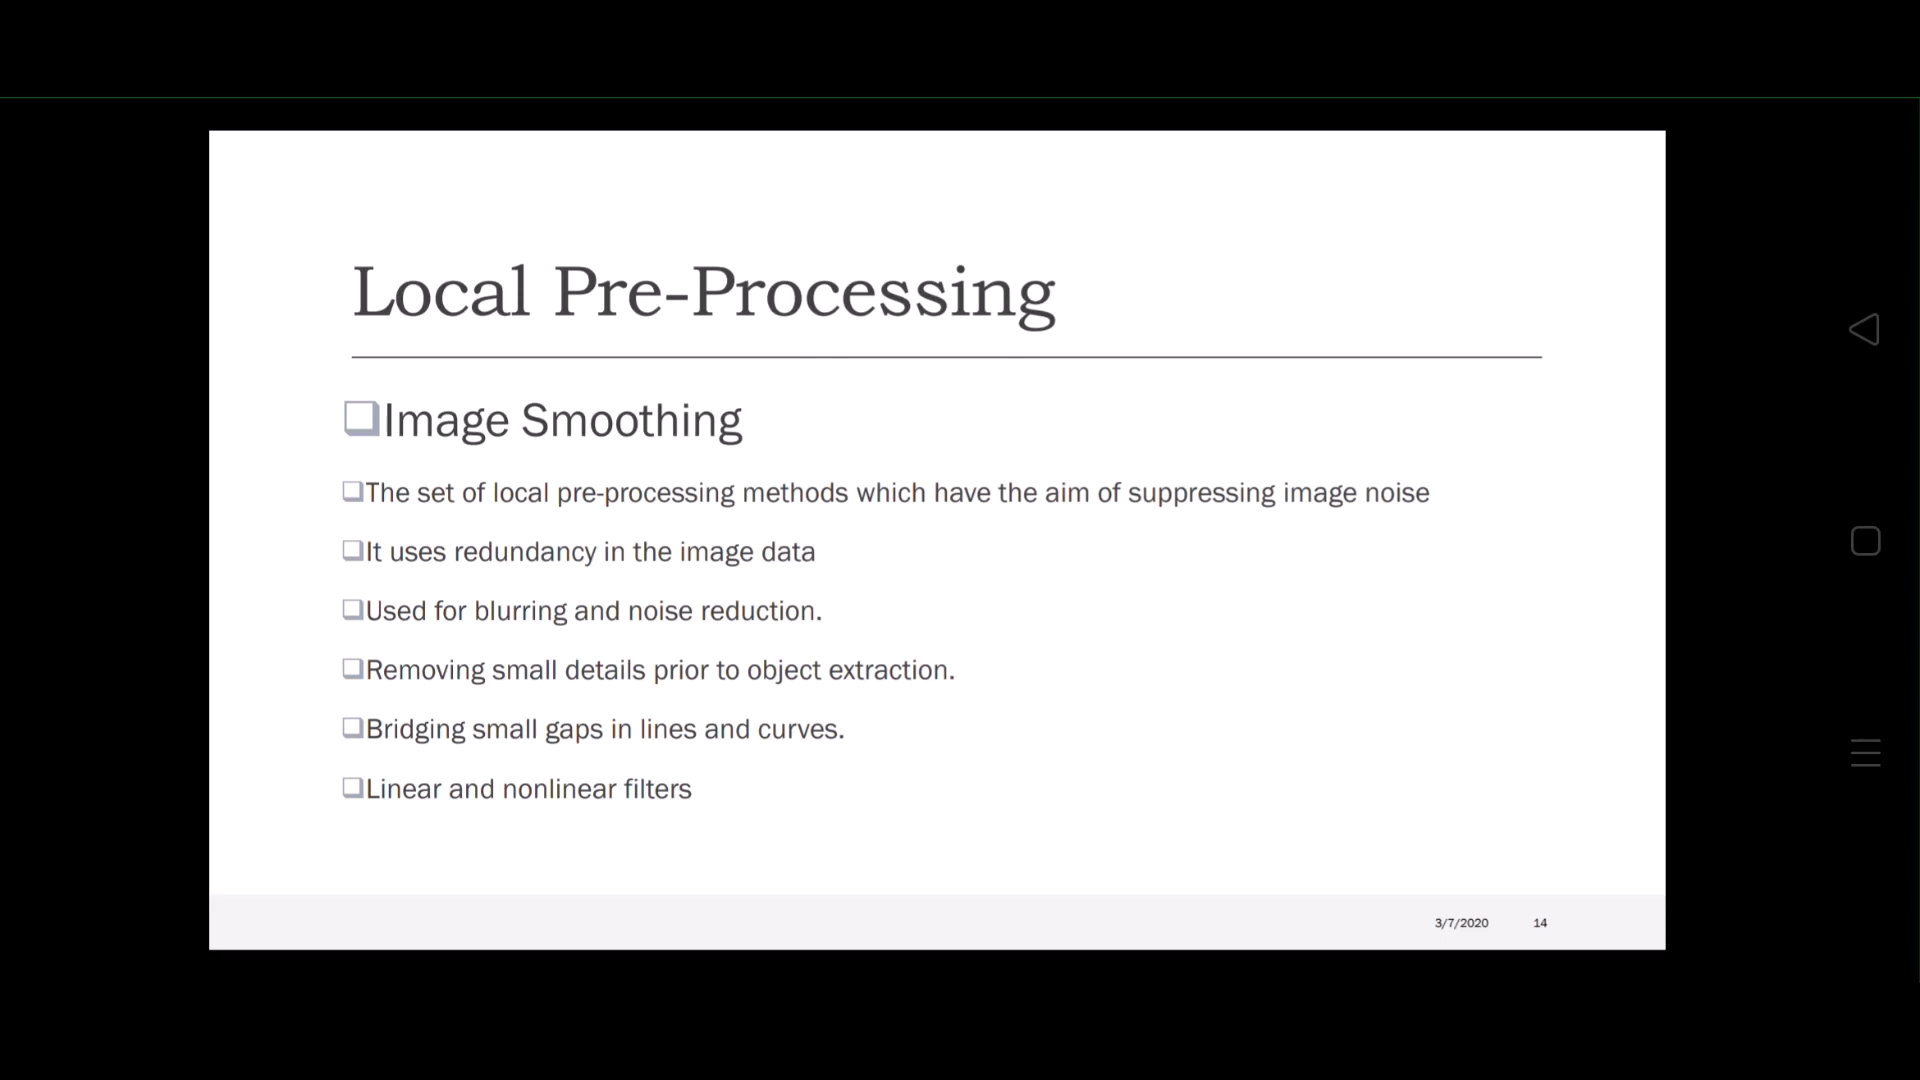 Local Pre-Processing
Image Smoothing
The set of local pre-processing methods which have the aim of suppressing image noise
It uses redundancy in the image data
Used for blurring and noise reduction.
Removing small details prior to object extraction.
Bridging small gaps in lines and curves.
Linear and nonlinear filters
3/7/2020 14